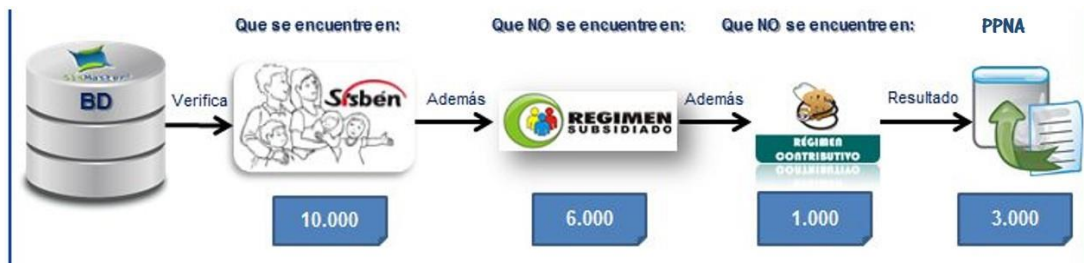 Que se encuentre en:
Que NO se encuentre en:
Que NO se encuentre en:
PPNA
SisMaster
BD
Verifica
Sisbén
Además
REGIMEN
SUBSIDIADO
Además
RÉGIMEN
CONTRIBUTIVO
Resultado
10.000
6.000
1.000
3.000